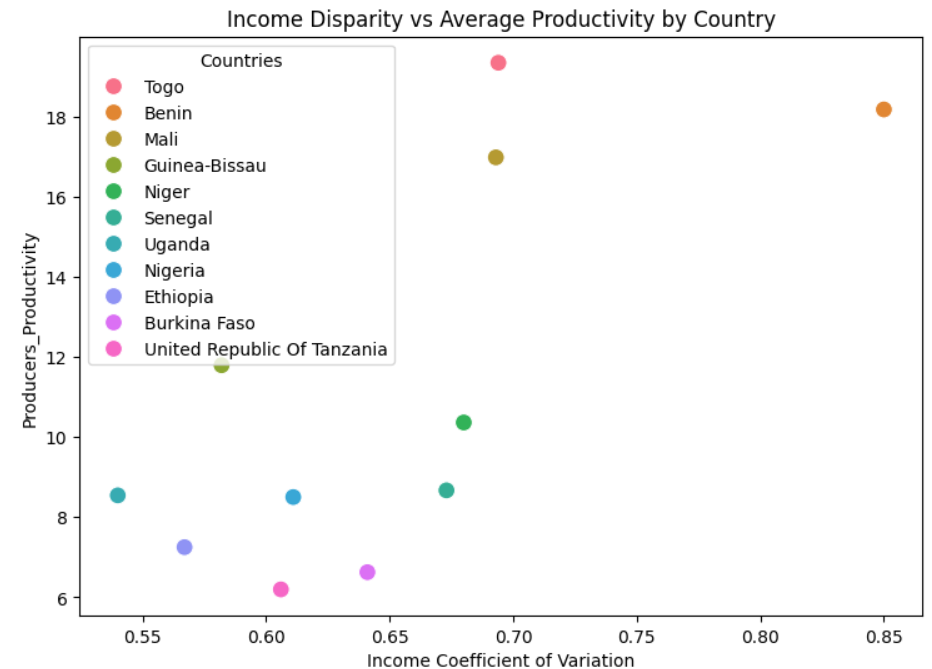 Income Disparity vs Average Productivity by Country
Countries
Togo
Benin
Mali
Guinea-Bissau
Niger
Senegal
Uganda
Nigeria
Ethiopia
Burkina Faso
United Republic Of Tanzania
Producers_Productivity
18
16
14
12
10
8
6
0.55 0.60 0.65 0.70 0.75 0.80 0.85
Income Coefficient of Variation